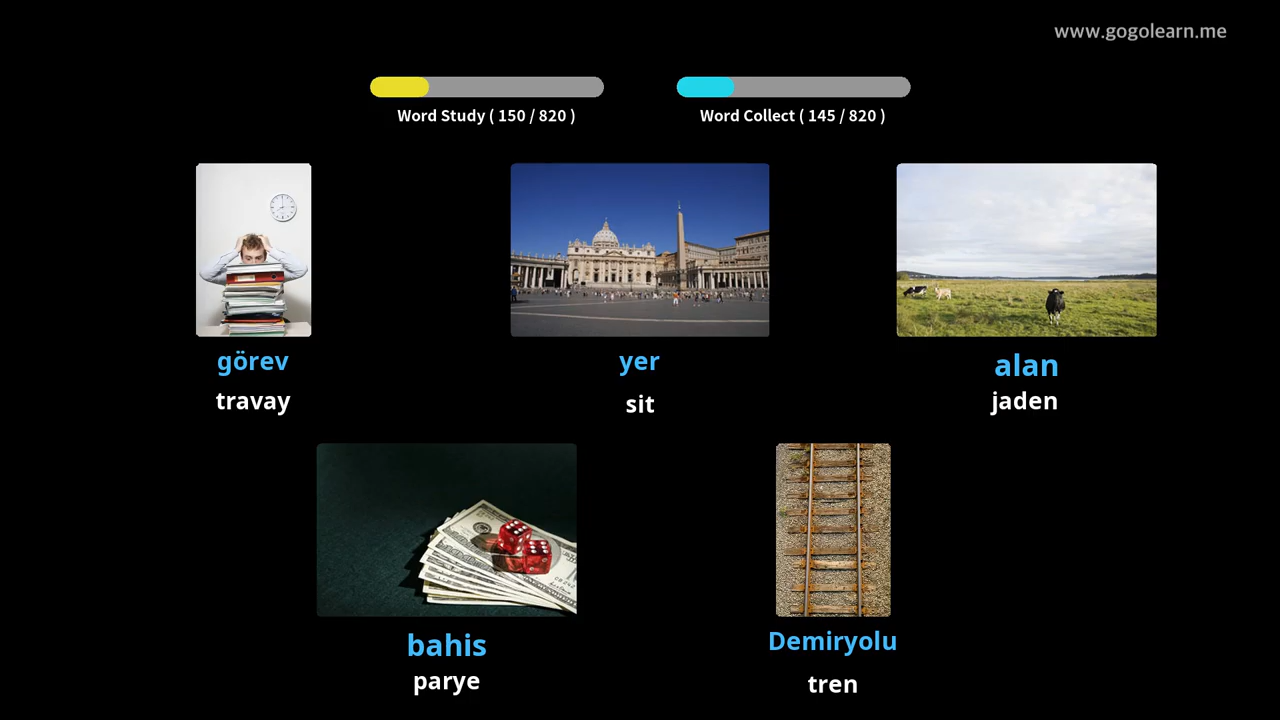 www.gogolearn.me
Word Study ( 150 / 820 )
Word Collect ( 145 / 820 )
görev
travay
yer
sit
alan
jaden
bahis
parye
Demiryolu
tren